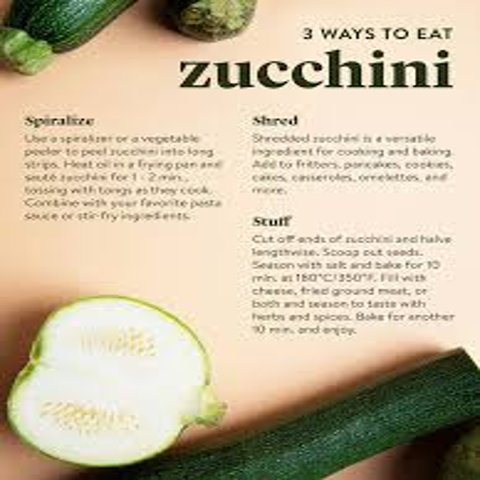 3 WAYS TO EAT
zucchini
Spiralize
Use a spiralizer or a vegetable
peeler to peel zucchini into long
strips. Heat oil in a frying pan and
sauté zucchini for 1 - 2 min.,
tossing with tongs as they cook.
Combine with your favorite pasta
sauce or stir-fry ingredients.
Shred
Shredded zucchini is a versatile
ingredient for cooking and baking.
Add to fritters, pancakes, cookies,
cakes, casseroles, omelettes, and
more.
Stuff
Cut off ends of zucchini and halve
lengthwise. Scoop out seeds.
Season with salt and bake for 10
min. at 180°C/350°F. Fill with
cheese, fried ground meat, or
both and season to taste with
herbs and spices. Bake for another
10 min. and enjoy.